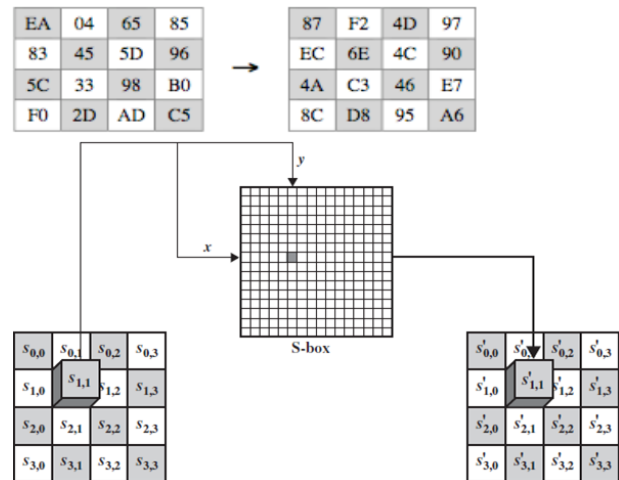 EA 04 65 85 87 F2 4D 97
83 45 5D 96 → EC 6E 4C 90
5C 33 98 B0 4A C3 46 E7
F0 2D AD C5 8C D8 95 A6
y
x
S-box
s0,0 s0,1 s0,2 s0,3 s'0,0 s'0, s'0,2 s'0,3
s1,0 s1,1 s1,2 s1,3 s'1,0 s'1,1 s'1,2 s'1,3
s2,0 s2,1 s2,2 s2,3 s'2,0 s'2,1 s'2,2 s'2,3
s3,0 s3,1 s3,2 s3,3 s'3,0 s'3,1 s'3,2 s'3,3